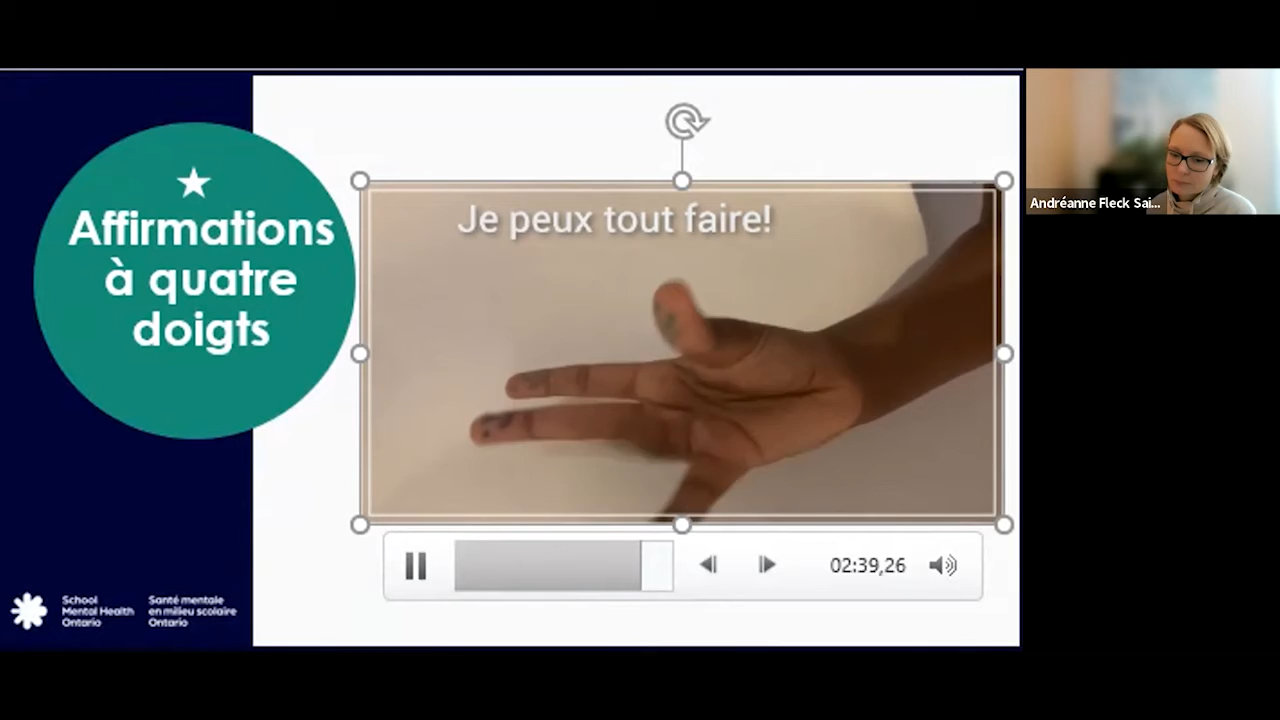 Affirmations
à quatre
doigts
Je peux tout faire!
02:39,26
School
Mental Health
Ontario
Santé mentale
en milieu scolaire
Ontario
Andréanne Fleck Sai...